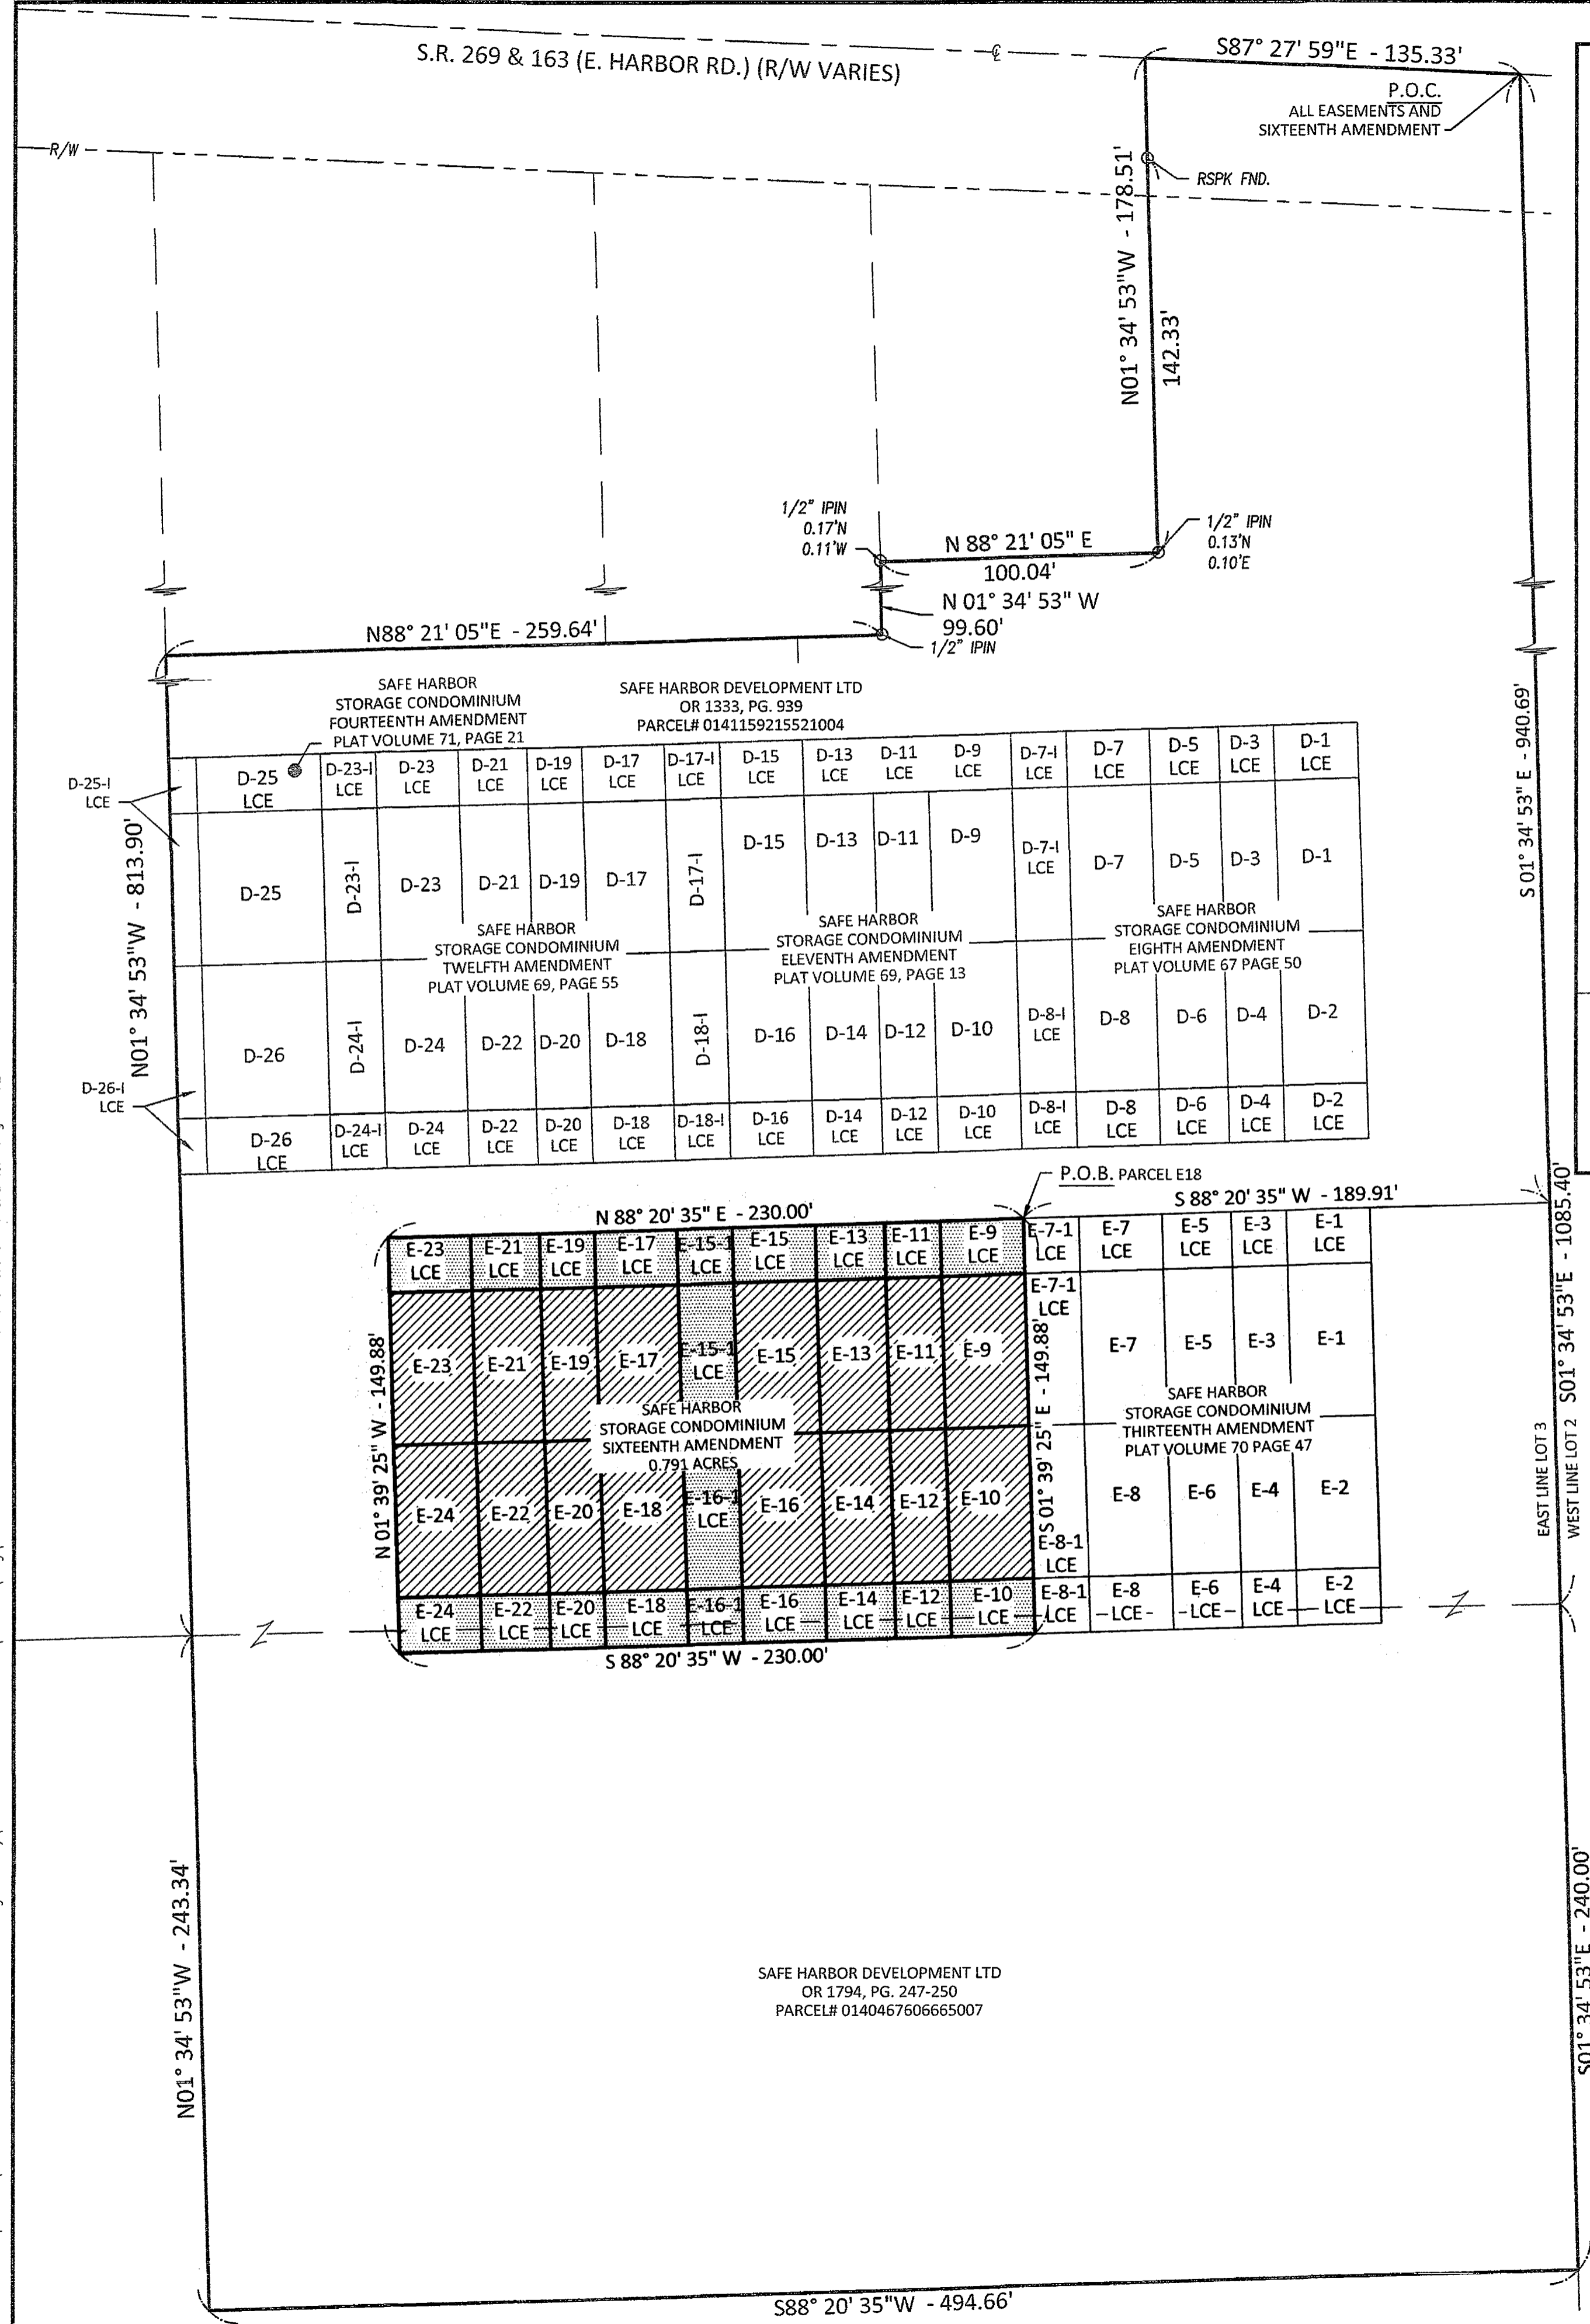 S.R. 269 & 163 (E. HARBOR RD.) (R/W VARIES)
℄
S87° 27' 59"E - 135.33'
P.O.C.
ALL EASEMENTS AND
SIXTEENTH AMENDMENT
R/W
RSPK FND.
N01° 34' 53"W - 178.51'
142.33'
1/2" IPIN
0.17'N
0.11'W
N 88° 21' 05" E
100.04'
1/2" IPIN
0.13'N
0.10'E
N 01° 34' 53" W
99.60'
1/2" IPIN
N88° 21' 05"E - 259.64'
S 01° 34' 53" E - 940.69'
SAFE HARBOR
STORAGE CONDOMINIUM
FOURTEENTH AMENDMENT
PLAT VOLUME 71, PAGE 21
SAFE HARBOR DEVELOPMENT LTD
OR 1333, PG. 939
PARCEL# 0141159215521004
D-25-I
LCE
D-25 D-23-I D-23 D-21 D-19 D-17 D-17-I D-15 D-13 D-11 D-9 D-7-I D-7 D-5 D-3 D-1
LCE LCE LCE LCE LCE LCE LCE LCE LCE LCE LCE LCE LCE LCE LCE LCE
N01° 34' 53"W - 813.90'
D-25 D-23-I D-23 D-21 D-19 D-17 D-17-I D-15 D-13 D-11 D-9 D-7-I D-7 D-5 D-3 D-1
LCE
SAFE HARBOR
STORAGE CONDOMINIUM
TWELFTH AMENDMENT
PLAT VOLUME 69, PAGE 55
SAFE HARBOR
STORAGE CONDOMINIUM
ELEVENTH AMENDMENT
PLAT VOLUME 69, PAGE 13
SAFE HARBOR
STORAGE CONDOMINIUM
EIGHTH AMENDMENT
PLAT VOLUME 67 PAGE 50
D-26 D-24-I D-24 D-22 D-20 D-18 D-18-I D-16 D-14 D-12 D-10 D-8-I D-8 D-6 D-4 D-2
LCE
D-26-I
LCE
D-26 D-24-I D-24 D-22 D-20 D-18 D-18-I D-16 D-14 D-12 D-10 D-8-I D-8 D-6 D-4 D-2
LCE LCE LCE LCE LCE LCE LCE LCE LCE LCE LCE LCE LCE LCE LCE LCE
P.O.B. PARCEL E18
S 88° 20' 35" W - 189.91'
N 88° 20' 35" E - 230.00'
E-23 E-21 E-19 E-17 E-15-1 E-15 E-13 E-11 E-9 E-7-1 E-7 E-5 E-3 E-1
LCE LCE LCE LCE LCE LCE LCE LCE LCE LCE LCE LCE LCE LCE
E-7-1
LCE
N 01° 39' 25" W - 149.88'
E-23 E-21 E-19 E-17 E-15-1 E-15 E-13 E-11 E-9 E-7 E-5 E-3 E-1
LCE
S 01° 39' 25" E - 149.88'
SAFE HARBOR
STORAGE CONDOMINIUM
SIXTEENTH AMENDMENT
0.791 ACRES
SAFE HARBOR
STORAGE CONDOMINIUM
THIRTEENTH AMENDMENT
PLAT VOLUME 70 PAGE 47
E-24 E-22 E-20 E-18 E-16-1 E-16 E-14 E-12 E-10 E-8 E-6 E-4 E-2
LCE
E-8-1
LCE
E-24 E-22 E-20 E-18 E-16-1 E-16 E-14 E-12 E-10 E-8-1 E-8 E-6 E-4 E-2
LCE LCE LCE LCE LCE LCE LCE LCE LCE LCE LCE LCE LCE LCE
S 88° 20' 35" W - 230.00'
EAST LINE LOT 3
WEST LINE LOT 2
S01° 34' 53"E - 1085.40'
N01° 34' 53"W - 243.34'
S01° 34' 53"E - 240.00'
SAFE HARBOR DEVELOPMENT LTD
OR 1794, PG. 247-250
PARCEL# 0140467606665007
S88° 20' 35"W - 494.66'